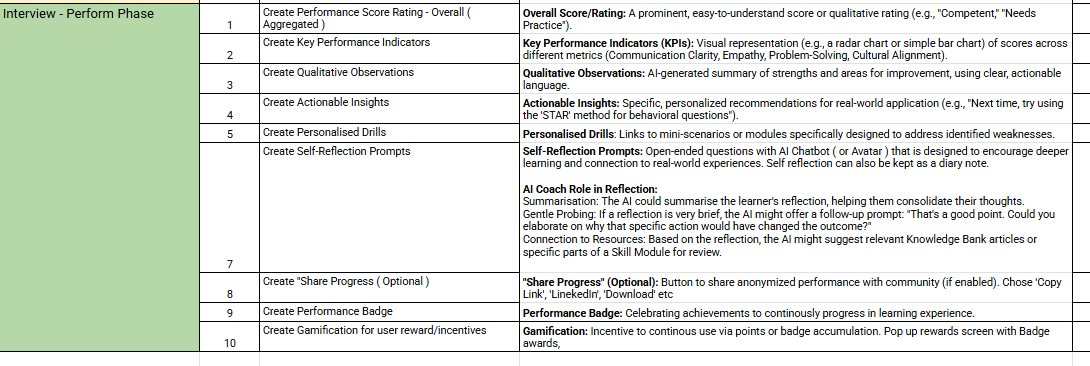 Interview - Perform Phase
1
Create Performance Score Rating - Overall (
Aggregated )
Overall Score/Rating: A prominent, easy-to-understand score or qualitative rating (e.g., "Competent," "Needs
Practice").
2
Create Key Performance Indicators
Key Performance Indicators (KPIs): Visual representation (e.g., a radar chart or simple bar chart) of scores across
different metrics (Communication Clarity, Empathy, Problem-Solving, Cultural Alignment).
3
Create Qualitative Observations
Qualitative Observations: AI-generated summary of strengths and areas for improvement, using clear, actionable
language.
4
Create Actionable Insights
Actionable Insights: Specific, personalized recommendations for real-world application (e.g., "Next time, try using
the 'STAR' method for behavioral questions").
5
Create Personalised Drills
Personalised Drills: Links to mini-scenarios or modules specifically designed to address identified weaknesses.
7
Create Self-Reflection Prompts
Self-Reflection Prompts: Open-ended questions with AI Chatbot ( or Avatar ) that is designed to encourage deeper
learning and connection to real-world experiences. Self reflection can also be kept as a diary note.
AI Coach Role in Reflection:
Summarisation: The AI could summarise the learner's reflection, helping them consolidate their thoughts.
Gentle Probing: If a reflection is very brief, the AI might offer a follow-up prompt: "That's a good point. Could you
elaborate on why that specific action would have changed the outcome?"
Connection to Resources: Based on the reflection, the AI might suggest relevant Knowledge Bank articles or
specific parts of a Skill Module for review.
8
Create "Share Progress ( Optional )
"Share Progress" (Optional): Button to share anonymized performance with community (if enabled). Chose 'Copy
Link', 'LinekedIn', 'Download' etc
9
Create Performance Badge
Performance Badge: Celebrating achievements to continously progress in learning experience.
10
Create Gamification for user reward/incentives
Gamification: Incentive to continous use via points or badge accumulation. Pop up rewards screen with Badge
awards,